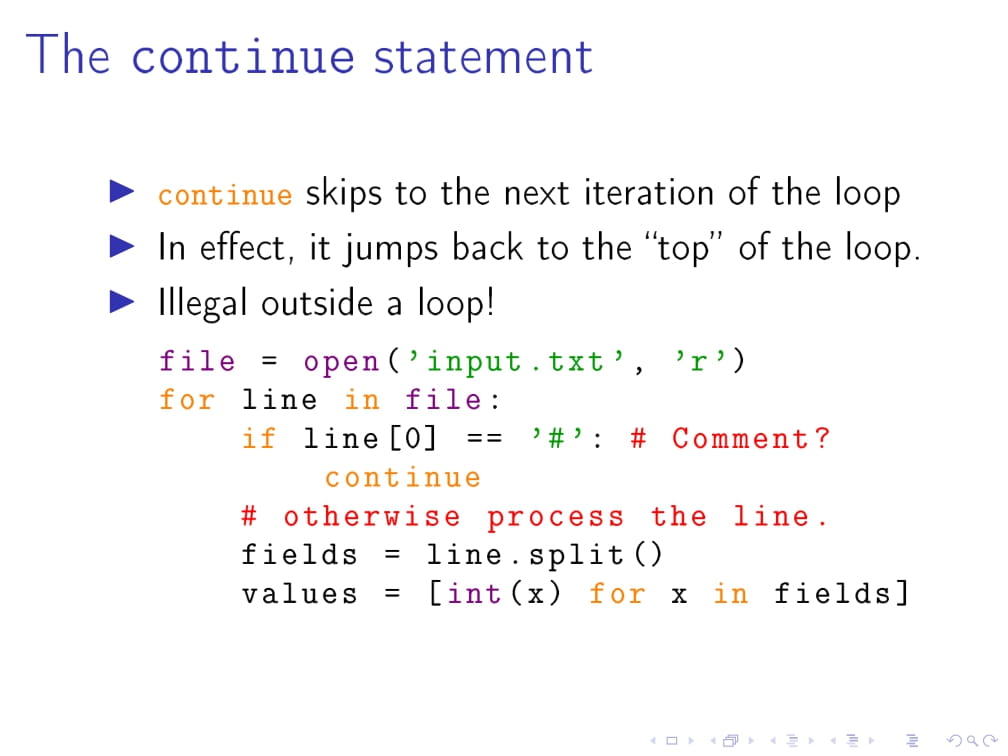 The continue statement
▶ continue skips to the next iteration of the loop
▶ In effect, it jumps back to the “top” of the loop.
▶ Illegal outside a loop!
file = open(’input.txt’, ’r’)
for line in file:
    if line[0] == ’#’: # Comment?
        continue
    # otherwise process the line.
    fields = line.split()
    values = [int(x) for x in fields]